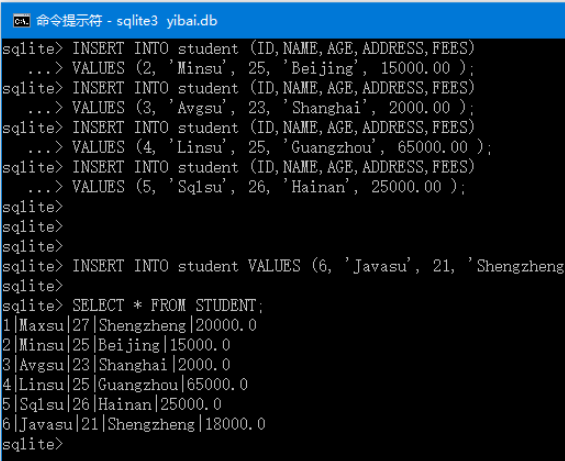 命令提示符 - sqlite3  yibai.db
sqlite> INSERT INTO student (ID,NAME,AGE,ADDRESS,FEES)
   ...> VALUES (2, 'Minsu', 25, 'Beijing', 15000.00 );
sqlite> INSERT INTO student (ID,NAME,AGE,ADDRESS,FEES)
   ...> VALUES (3, 'Avgsu', 23, 'Shanghai', 2000.00 );
sqlite> INSERT INTO student (ID,NAME,AGE,ADDRESS,FEES)
   ...> VALUES (4, 'Linsu', 25, 'Guangzhou', 65000.00 );
sqlite> INSERT INTO student (ID,NAME,AGE,ADDRESS,FEES)
   ...> VALUES (5, 'Sqlsu', 26, 'Hainan', 25000.00 );
sqlite>
sqlite>
sqlite>
sqlite> INSERT INTO student VALUES (6, 'Javasu', 21, 'Shengzheng
sqlite>
sqlite> SELECT * FROM STUDENT;
1|Maxsu|27|Shengzheng|20000.0
2|Minsu|25|Beijing|15000.0
3|Avgsu|23|Shanghai|2000.0
4|Linsu|25|Guangzhou|65000.0
5|Sqlsu|26|Hainan|25000.0
6|Javasu|21|Shengzheng|18000.0
sqlite>